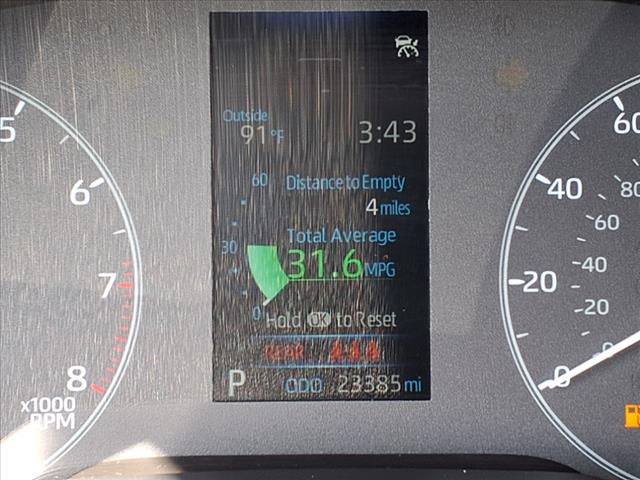 Outside
91°F 3:43
60 Distance to Empty
4 miles
Total Average
30 31.6 MPG
0 Hold OK to Reset
REAR
P ODO 23385 mi
5
6
7
8
x1000
RPM
60
40
20
0
80
60
40
20
0